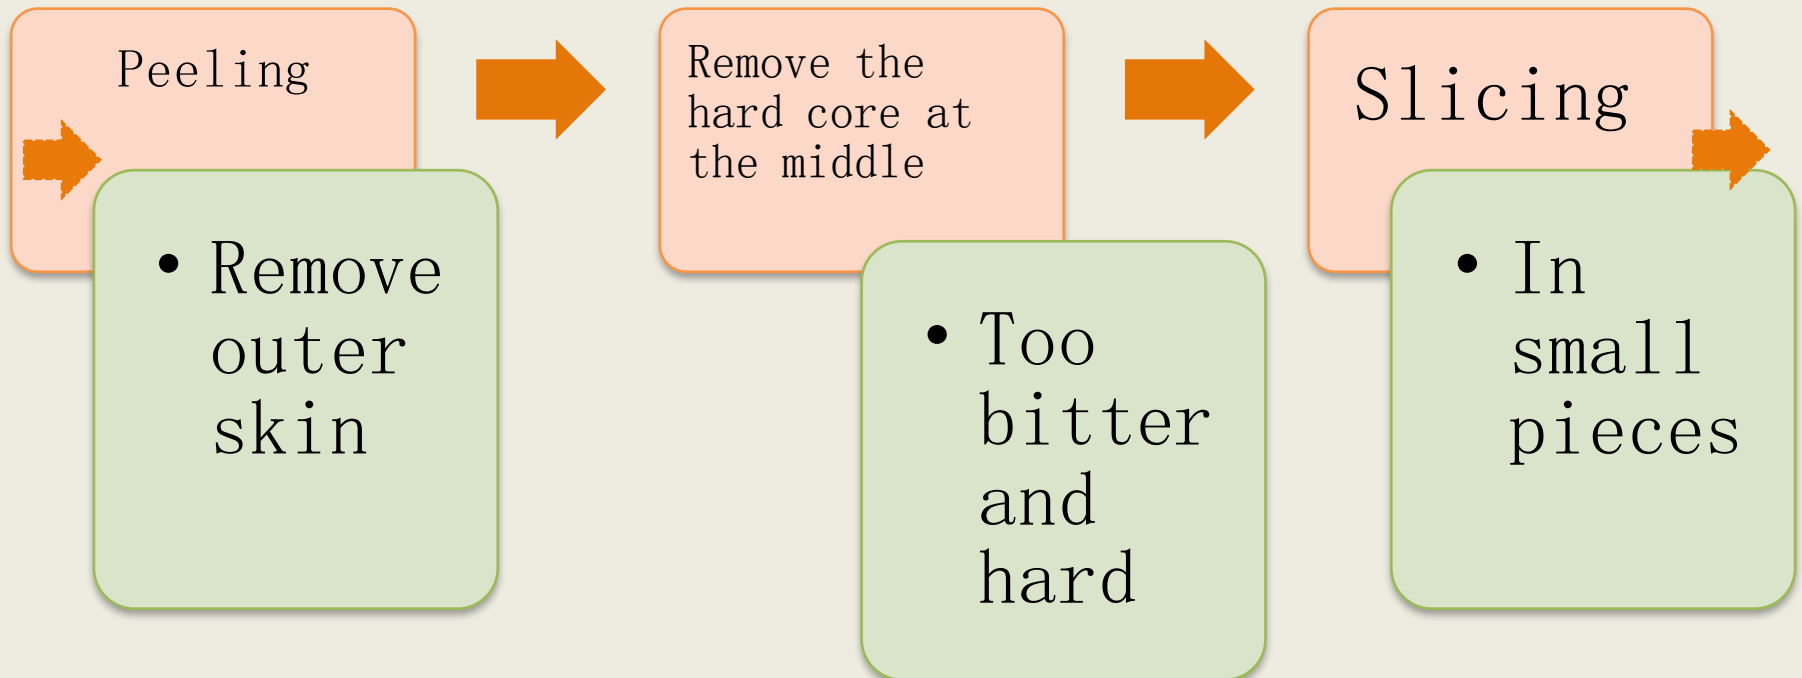 Peeling
• Remove
outer
skin
Remove the
hard core at
the middle
• Too
bitter
and
hard
Slicing
• In
small
pieces